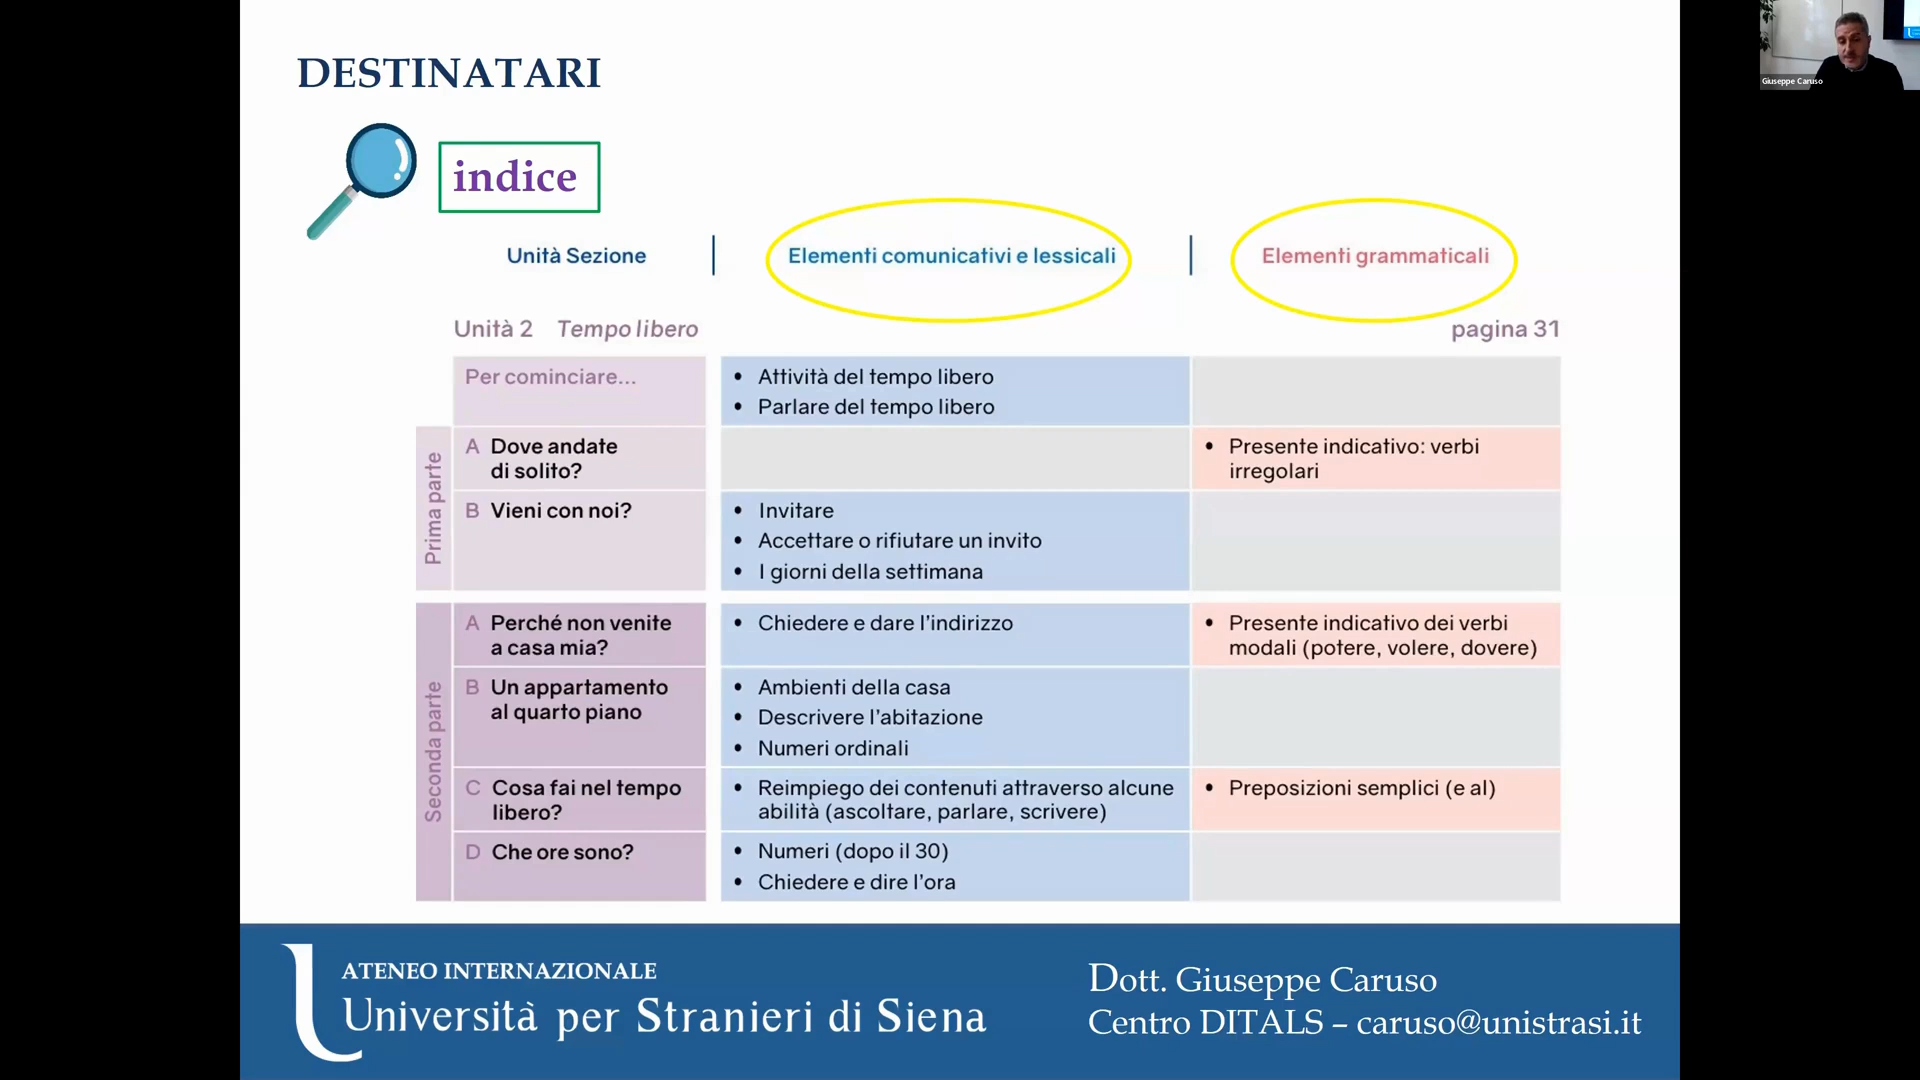 DESTINATARI
indice
Unità Sezione
Elementi comunicativi e lessicali
Elementi grammaticali
Unità 2 Tempo libero
pagina 31
Per cominciare...
• Attività del tempo libero
• Parlare del tempo libero
Prima parte
A Dove andate
di solito?
• Presente indicativo: verbi
irregolari
B Vieni con noi?
• Invitare
• Accettare o rifiutare un invito
• I giorni della settimana
Seconda parte
A Perché non venite
a casa mia?
• Chiedere e dare l'indirizzo
• Presente indicativo dei verbi
modali (potere, volere, dovere)
B Un appartamento
al quarto piano
• Ambienti della casa
• Descrivere l'abitazione
• Numeri ordinali
C Cosa fai nel tempo
libero?
• Reimpiego dei contenuti attraverso alcune
abilità (ascoltare, parlare, scrivere)
• Preposizioni semplici (e al)
D Che ore sono?
• Numeri (dopo il 30)
• Chiedere e dire l'ora
ATENEO INTERNAZIONALE
Università per Stranieri di Siena
Dott. Giuseppe Caruso
Centro DITALS – caruso@unistrasi.it
Giuseppe Caruso